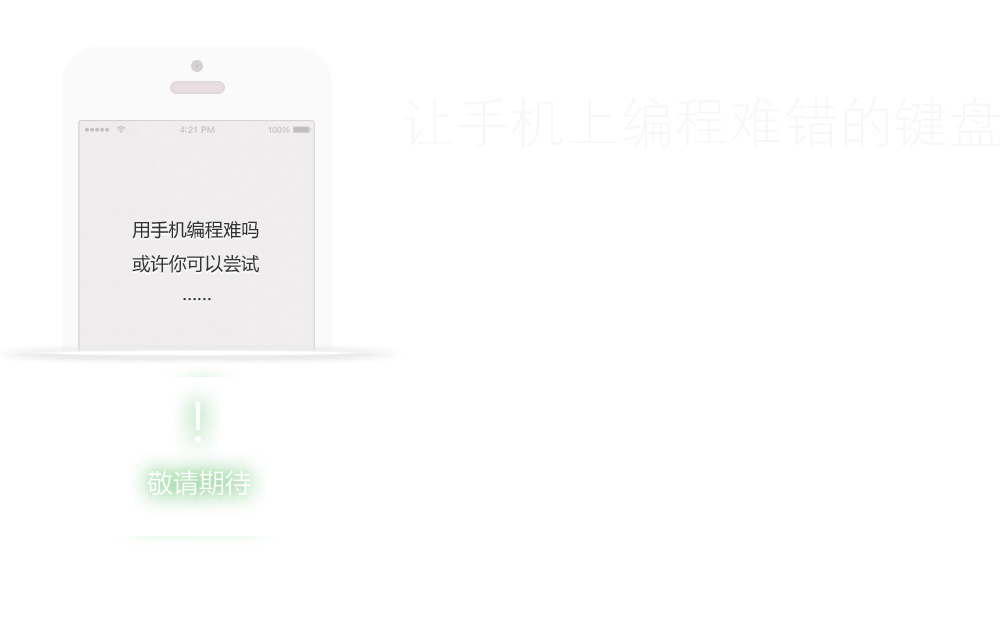 4:21 PM
100%
让手机上编程难错的键盘
用手机编程难吗
或许你可以尝试
......
!
敬请期待